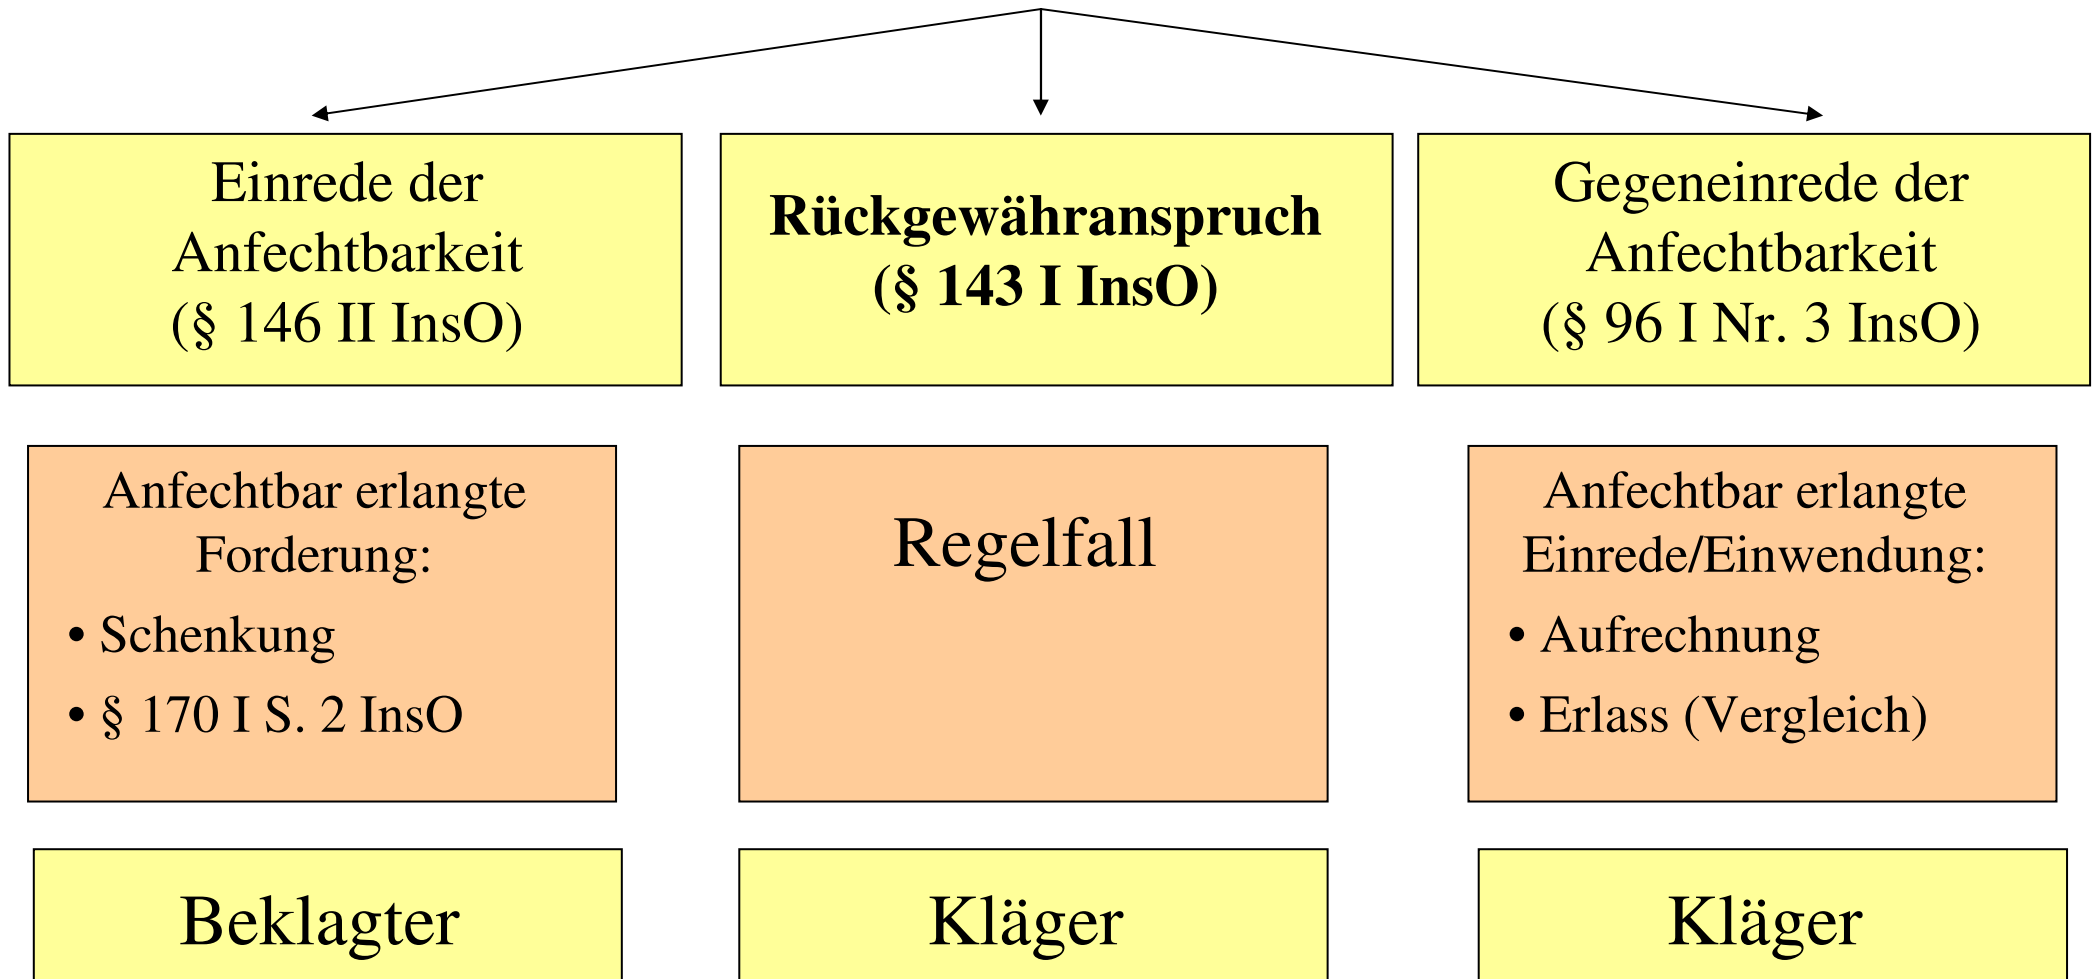 Einrede der
Anfechtbarkeit
(§ 146 II InsO)
Rückgewähranspruch
(§ 143 I InsO)
Gegeneinrede der
Anfechtbarkeit
(§ 96 I Nr. 3 InsO)
Anfechtbar erlangte
Forderung:
• Schenkung
• § 170 I S. 2 InsO
Regelfall
Anfechtbar erlangte
Einrede/Einwendung:
• Aufrechnung
• Erlass (Vergleich)
Beklagter
Kläger
Kläger